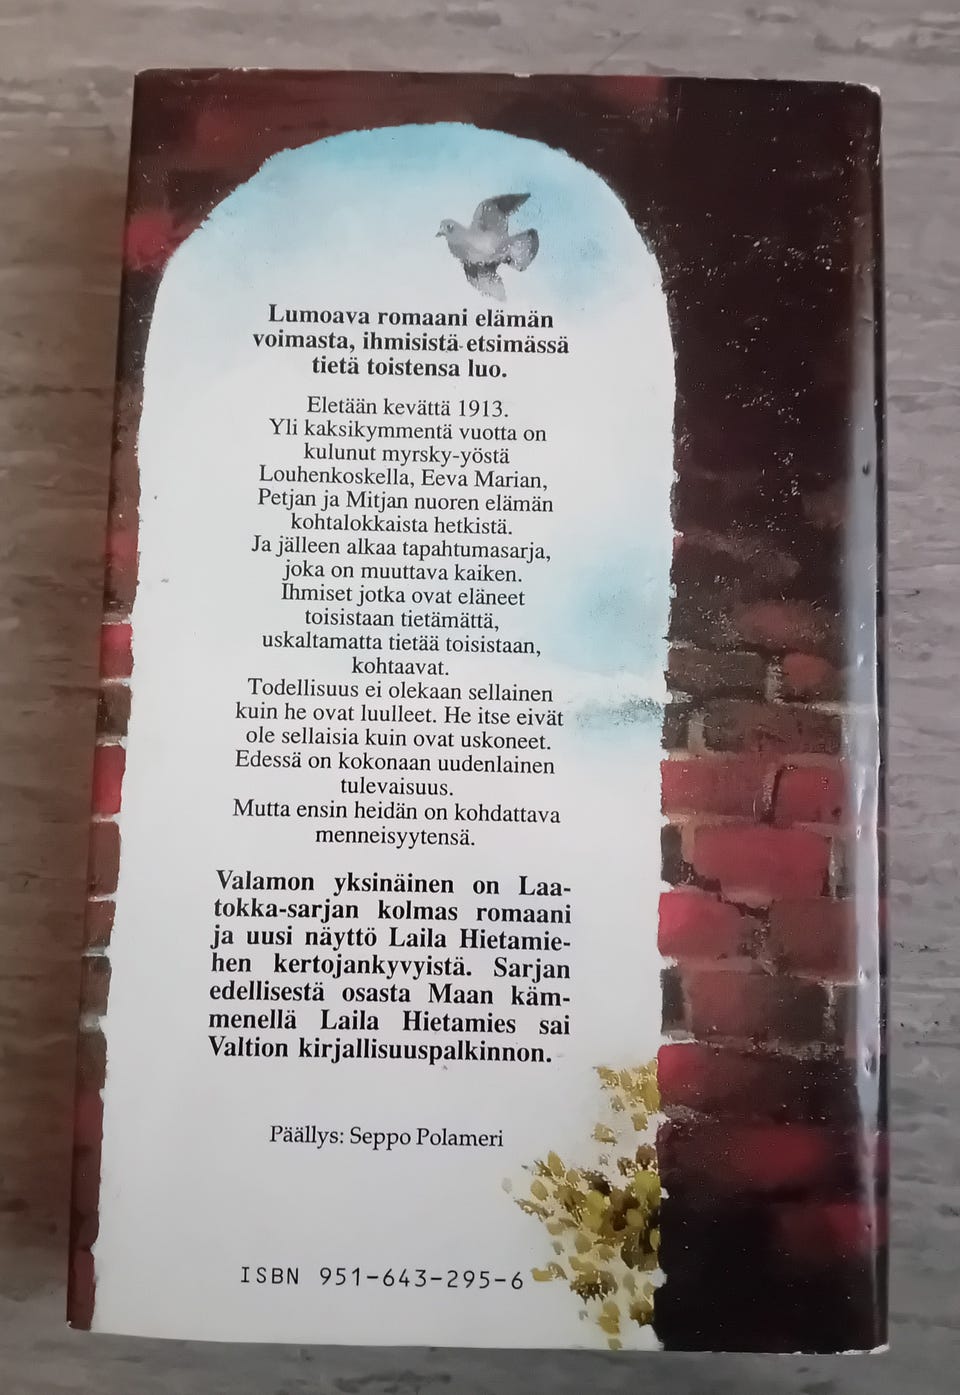 Lumoava romaani elämän
voimasta, ihmisistä etsimässä
tietä toistensa luo.
Eletään kevättä 1913.
Yli kaksikymmentä vuotta on
kulunut myrsky-yöstä
Louhenkoskella, Eeva Marian,
Petjan ja Mitjan nuoren elämän
kohtalokkaista hetkistä.
Ja jälleen alkaa tapahtumasarja,
joka on muuttava kaiken.
Ihmiset jotka ovat eläneet
toisistaan tietämättä,
uskaltamatta tietää toisistaan,
kohtaavat.
Todellisuus ei olekaan sellainen
kuin he ovat luulleet. He itse eivät
ole sellaisia kuin ovat uskoneet.
Edessä on kokonaan uudenlainen
tulevaisuus.
Mutta ensin heidän on kohdattava
menneisyytensä.
Valamon yksinäinen on Laa-
tokka-sarjan kolmas romaani
ja uusi näyttö Laila Hietamie-
hen kertojankyvyistä. Sarjan
edellisestä osasta Maan käm-
menellä Laila Hietamies sai
Valtion kirjallisuuspalkinnon.
Päällys: Seppo Polameri
ISBN 951-643-295-6